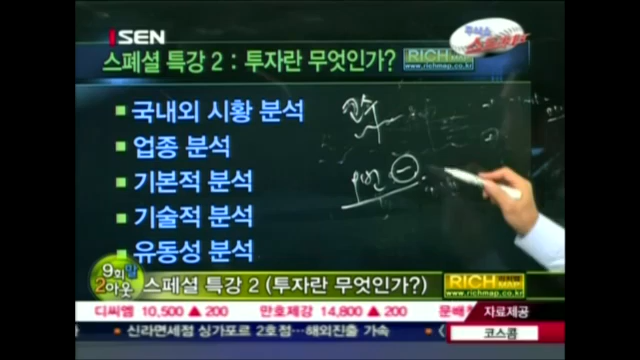 SEN
스페셜 특강 2 : 투자란 무엇인가?
RICH
www.richmap.co.kr
국내외 시황 분석
업종 분석
기본적 분석
기술적 분석
유동성 분석
9회말
2아웃
스페셜 특강 2 (투자란 무엇인가?)
RICH
MAP
richmap.co.kr
디씨엠 10,500 ▲ 200 만호제강 14,800 ▲ 200 문배
자료제공
신라면세점 싱가포르 2호점…해외진출 가속
코스콤